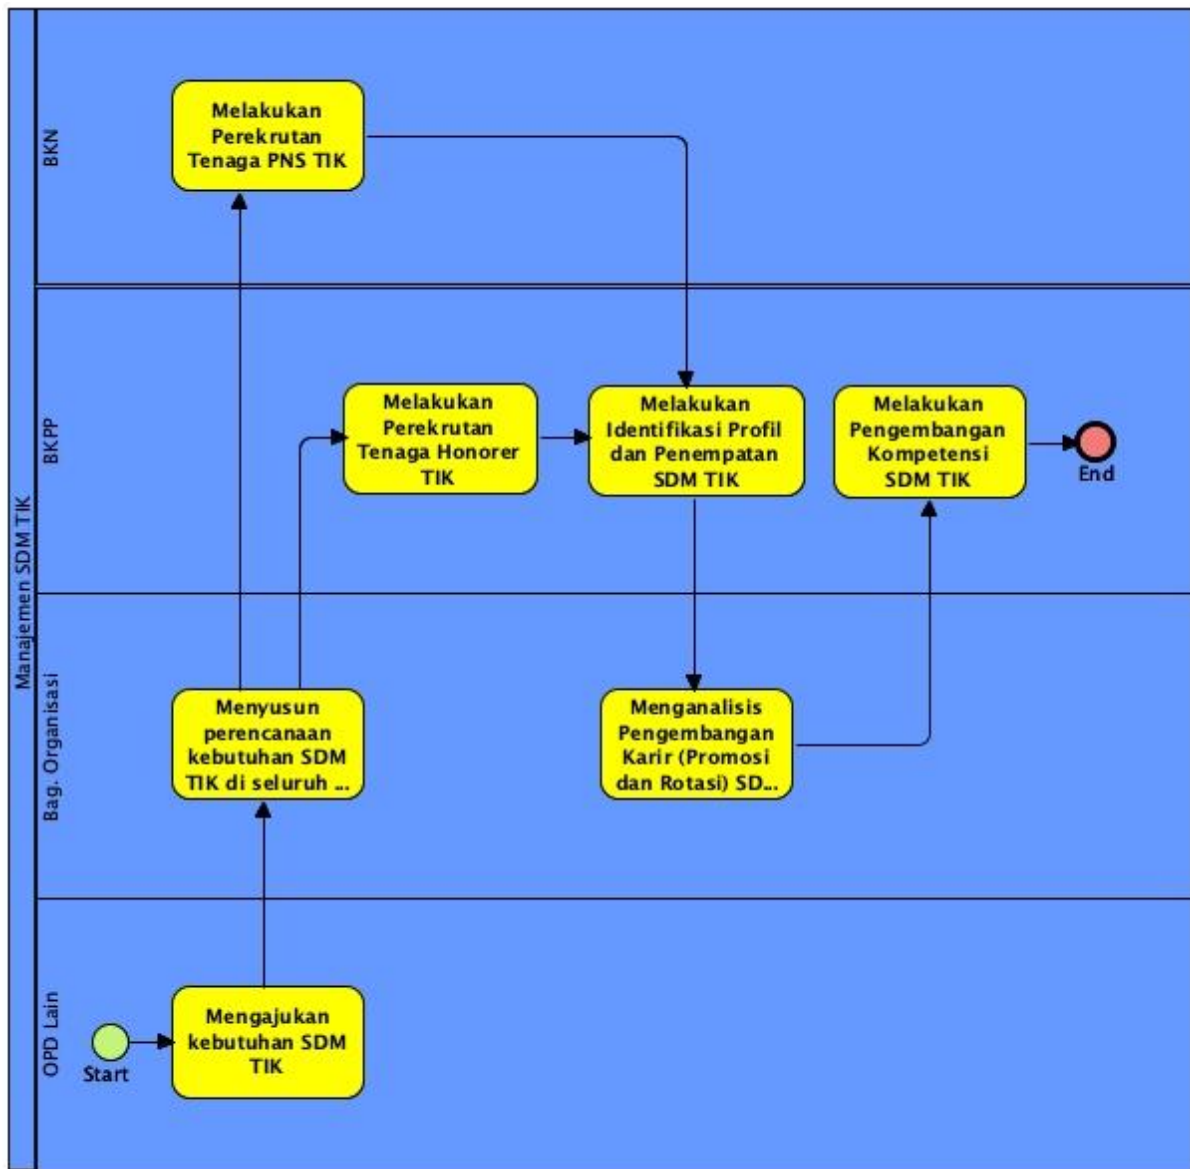 Manajemen SDM TIK
BKN
Melakukan
Perekrutan
Tenaga PNS TIK
BKPP
Melakukan
Perekrutan
Tenaga Honorer
TIK
Melakukan
Identifikasi Profil
dan Penempatan
SDM TIK
Melakukan
Pengembangan
Kompetensi
SDM TIK
End
Bag. Organisasi
Menyusun
perencanaan
kebutuhan SDM
TIK di seluruh ...
Menganalisis
Pengembangan
Karir (Promosi
dan Rotasi) SD...
OPD Lain
Start
Mengajukan
kebutuhan SDM
TIK